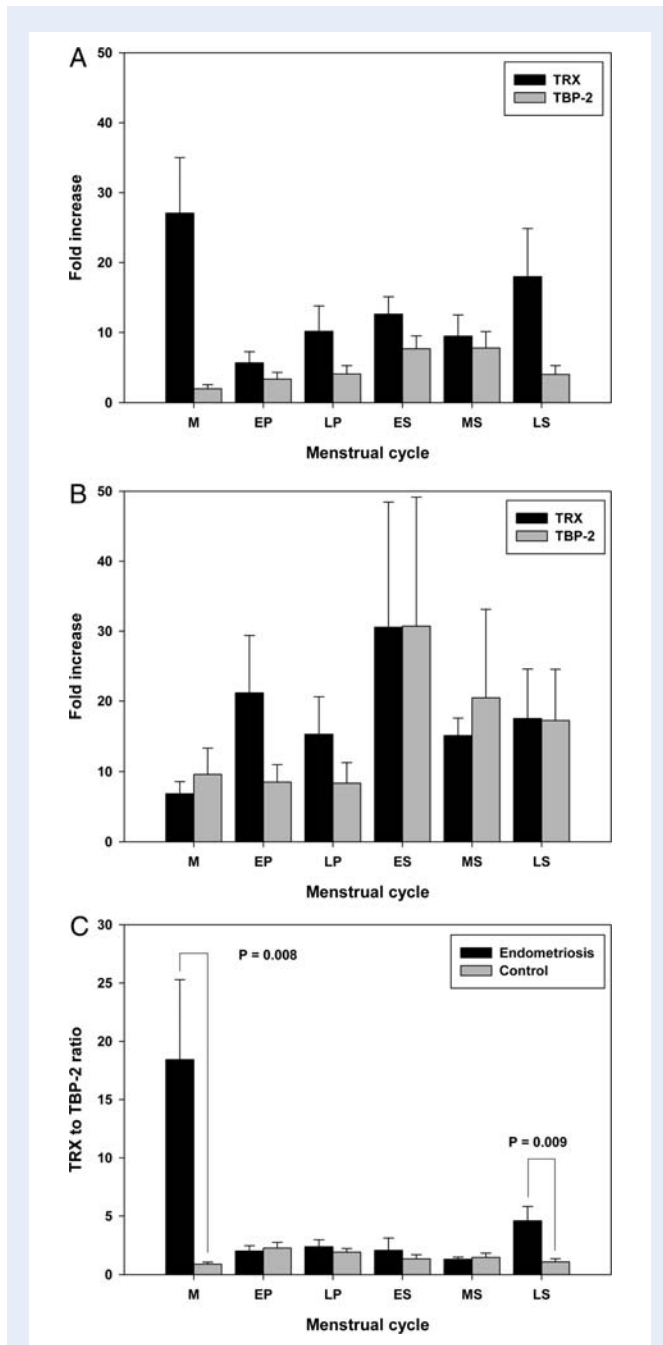 A
50
40
30
20
10
0
Fold increase
TRX
TBP-2
M EP LP ES MS LS
Menstrual cycle
B
50
40
30
20
10
0
Fold increase
TRX
TBP-2
M EP LP ES MS LS
Menstrual cycle
C
30
25
20
15
10
5
0
TRX to TBP-2 ratio
P = 0.008
Endometriosis
Control
P = 0.009
M EP LP ES MS LS
Menstrual cycle